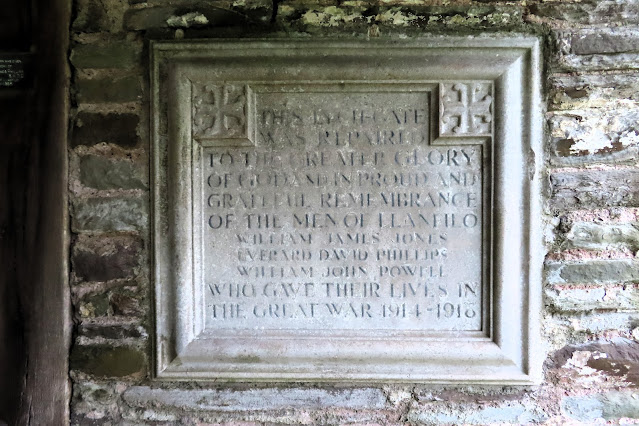 THIS LYCHGATE
WAS REPAIRED
TO THE GREATER GLORY
OF GOD AND IN PROUD AND
GRATEFUL REMEMBRANCE
OF THE MEN OF LLANFILO
WILLIAM JAMES JONES
EVERARD DAVID PHILLIPS
WILLIAM JOHN POWELL
WHO GAVE THEIR LIVES IN
THE GREAT WAR 1914-1918